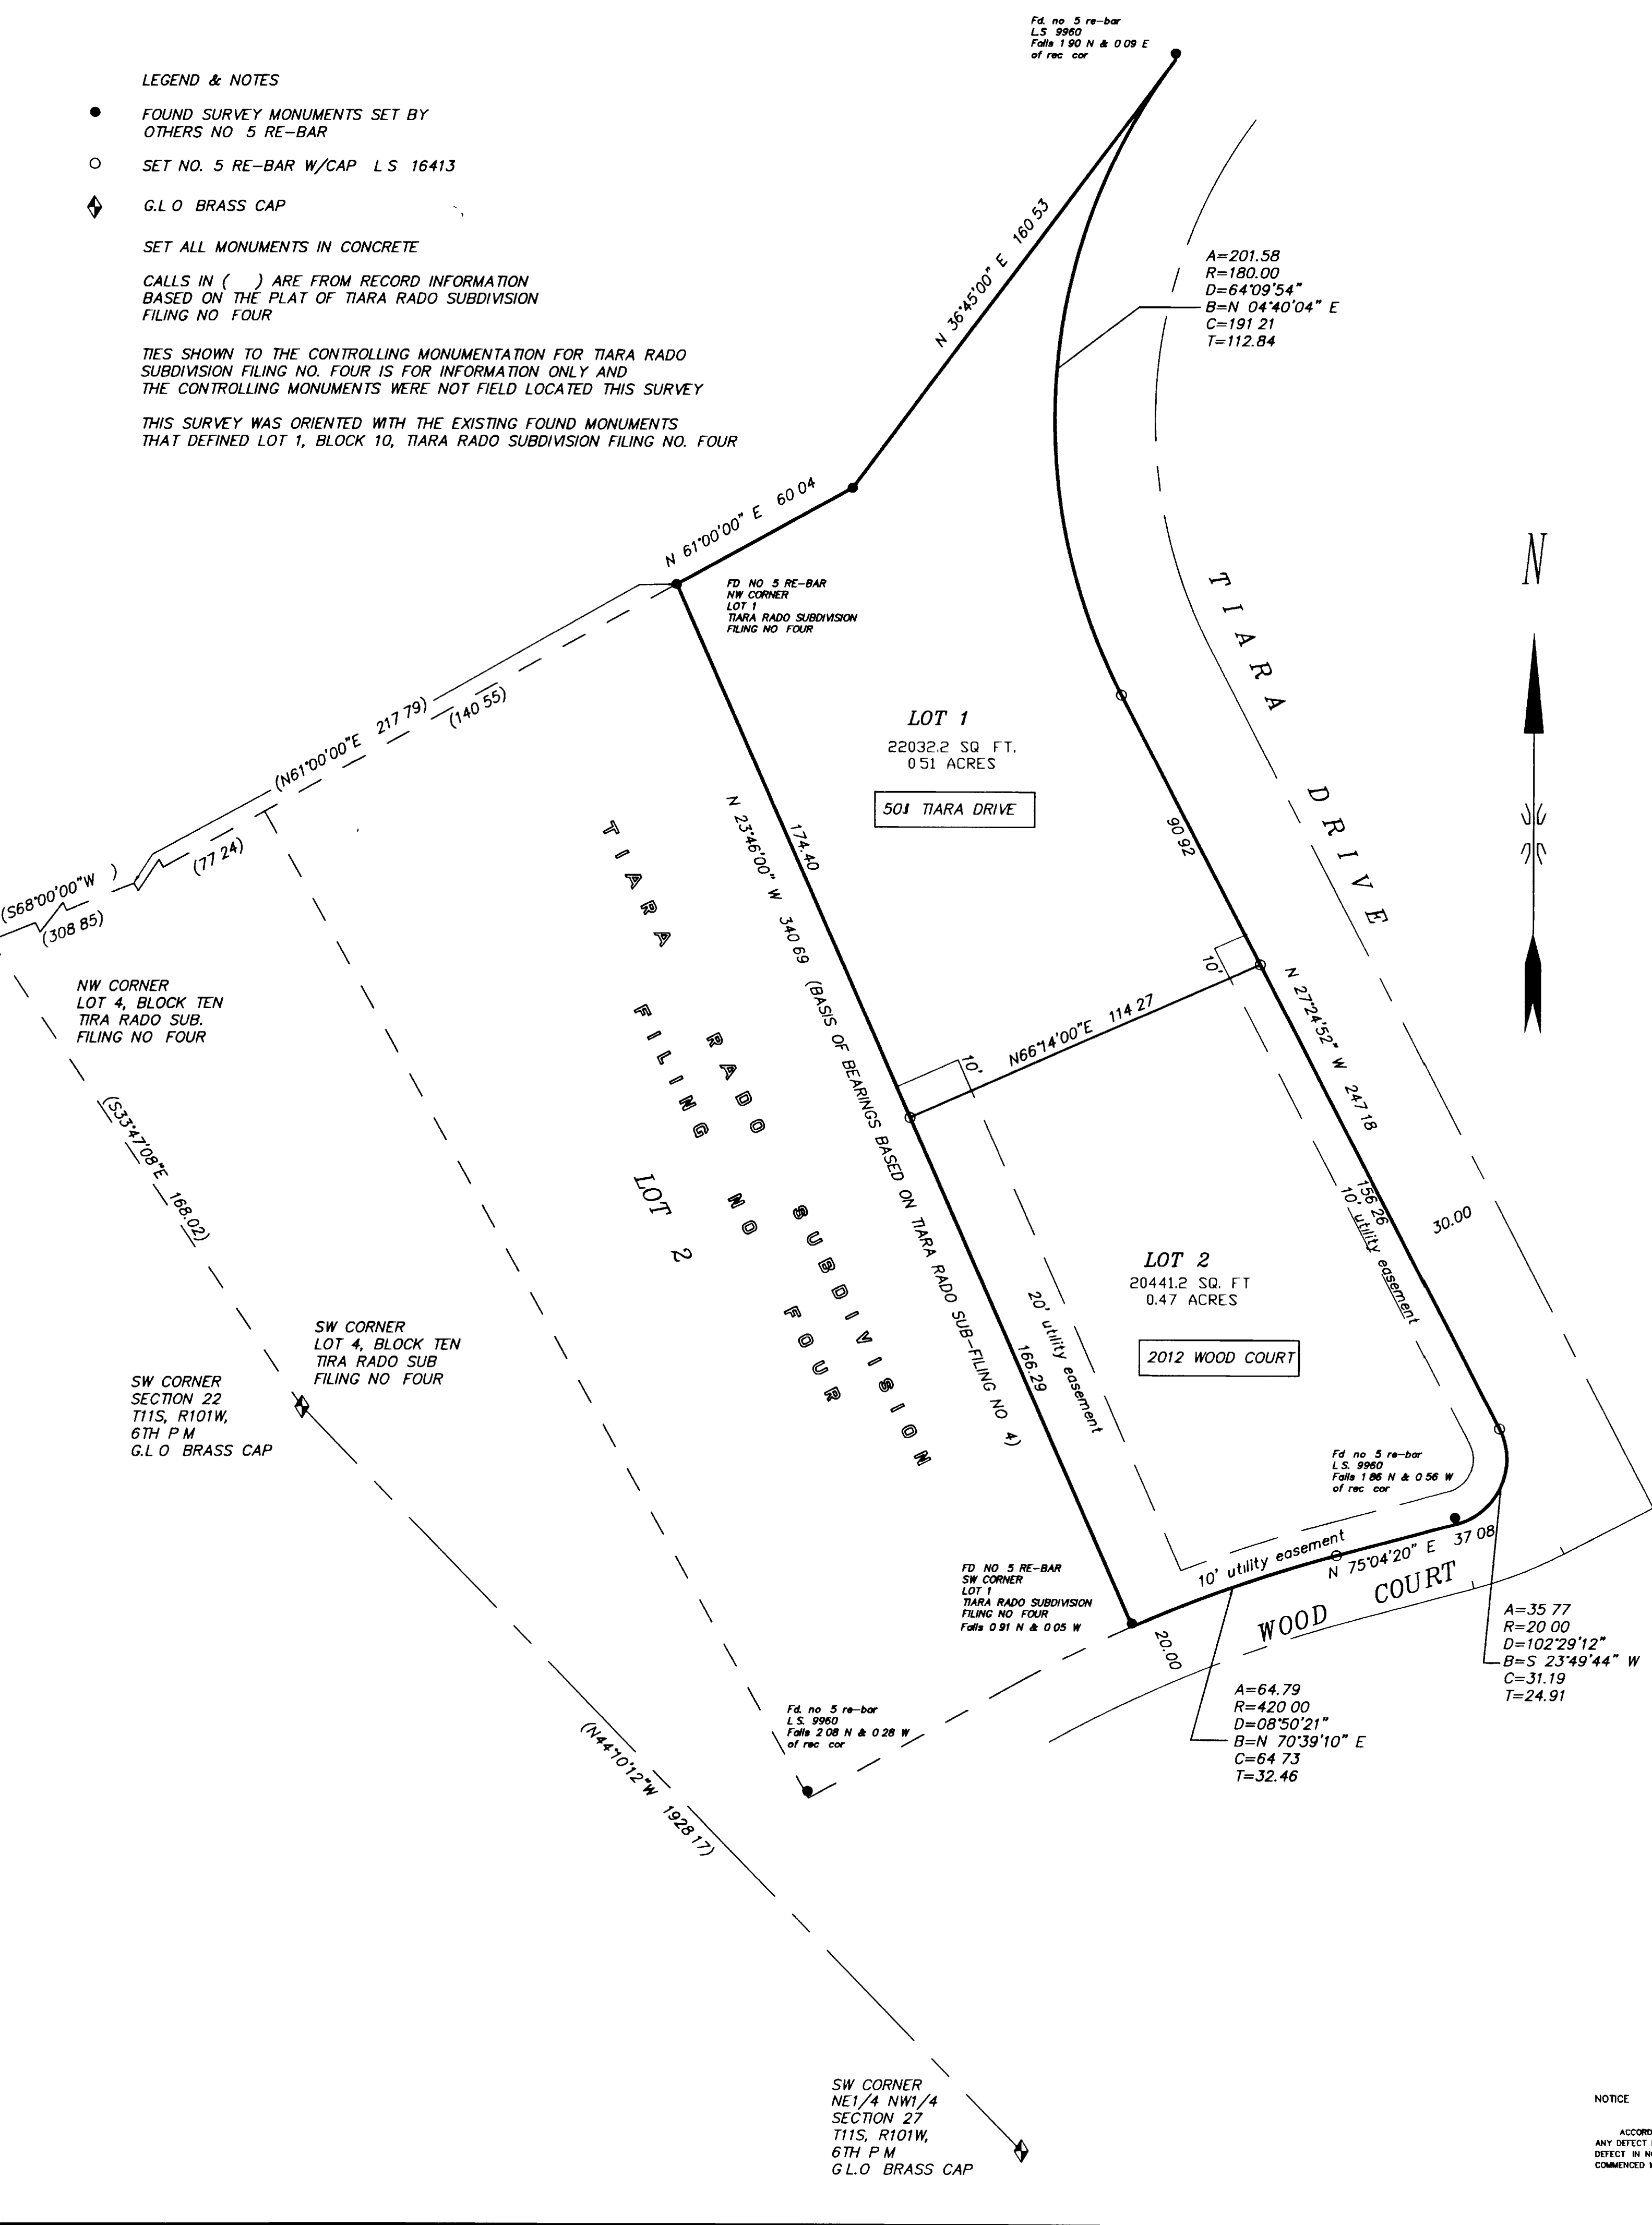 Fd. no 5 re-bar
LS 9960
Falls 1 90 N & 0 09 E
of rec cor
LEGEND & NOTES
FOUND SURVEY MONUMENTS SET BY
OTHERS NO 5 RE-BAR
SET NO. 5 RE-BAR W/CAP L S 16413
G.L O BRASS CAP
SET ALL MONUMENTS IN CONCRETE
CALLS IN ( ) ARE FROM RECORD INFORMATION
BASED ON THE PLAT OF TIARA RADO SUBDIVISION
FILING NO FOUR
TIES SHOWN TO THE CONTROLLING MONUMENTATION FOR TIARA RADO
SUBDIVISION FILING NO. FOUR IS FOR INFORMATION ONLY AND
THE CONTROLLING MONUMENTS WERE NOT FIELD LOCATED THIS SURVEY
THIS SURVEY WAS ORIENTED WITH THE EXISTING FOUND MONUMENTS
THAT DEFINED LOT 1, BLOCK 10, TIARA RADO SUBDIVISION FILING NO. FOUR
N 36°45'00" E 160 53
A=201.58
R=180.00
D=64°09'54"
B=N 04°40'04" E
C=191 21
T=112.84
N 61°00'00" E 60 04
FD NO 5 RE-BAR
NW CORNER
LOT 1
TIARA RADO SUBDIVISION
FILING NO FOUR
N
TIARA DRIVE
(N61°00'00"E 217 79)
(140 55)
(77 24)
(S68°00'00"W )
(308 85)
LOT 1
22032.2 SQ FT.
0 51 ACRES
501 TIARA DRIVE
90 92
174.40
N 23°46'00" W 340 69 (BASIS OF BEARINGS BASED ON TIARA RADO SUB-FILING NO 4)
TIARA RADO SUBDIVISION
FILING NO FOUR
LOT 2
NW CORNER
LOT 4, BLOCK TEN
TIRA RADO SUB.
FILING NO FOUR
(S33°47'08"E 168.02)
10'
N66°14'00"E 114 27
10'
N 27°24'52" W 247 18
156 26
10' utility easement
30.00
LOT 2
20441.2 SQ. FT
0.47 ACRES
2012 WOOD COURT
20' utility easement
166.29
SW CORNER
LOT 4, BLOCK TEN
TIRA RADO SUB
FILING NO FOUR
SW CORNER
SECTION 22
T11S, R101W,
6TH P M
G.L O BRASS CAP
Fd no 5 re-bar
L S. 9960
Falls 1 86 N & 0 56 W
of rec cor
10' utility easement
N 75°04'20" E 37 08
WOOD COURT
FD NO 5 RE-BAR
SW CORNER
LOT 1
TIARA RADO SUBDIVISION
FILING NO FOUR
Falls 0 91 N & 0 05 W
20.00
A=35 77
R=20 00
D=102°29'12"
B=S 23°49'44" W
C=31.19
T=24.91
A=64.79
R=420 00
D=08°50'21"
B=N 70°39'10" E
C=64 73
T=32.46
Fd. no 5 re-bar
L S. 9960
Falls 2 08 N & 0 28 W
of rec cor
(N44°10'12"W 1928 17)
SW CORNER
NE1/4 NW1/4
SECTION 27
T11S, R101W,
6TH P M
G L.O BRASS CAP
NOTICE
ACCORD
ANY DEFECT
DEFECT IN
COMMENCED